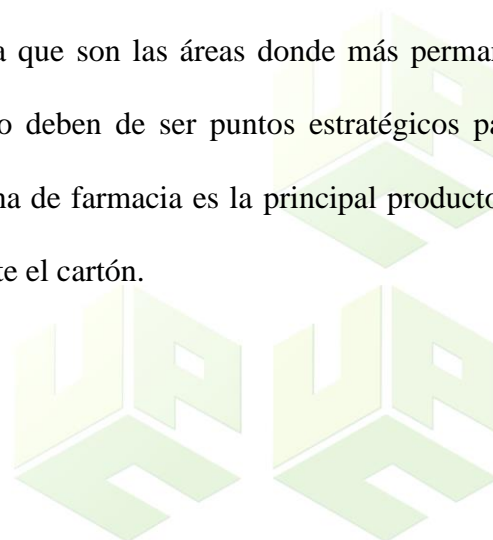 a que son las áreas donde más perma
o deben de ser puntos estratégicos pa
na de farmacia es la principal producto
te el cartón.